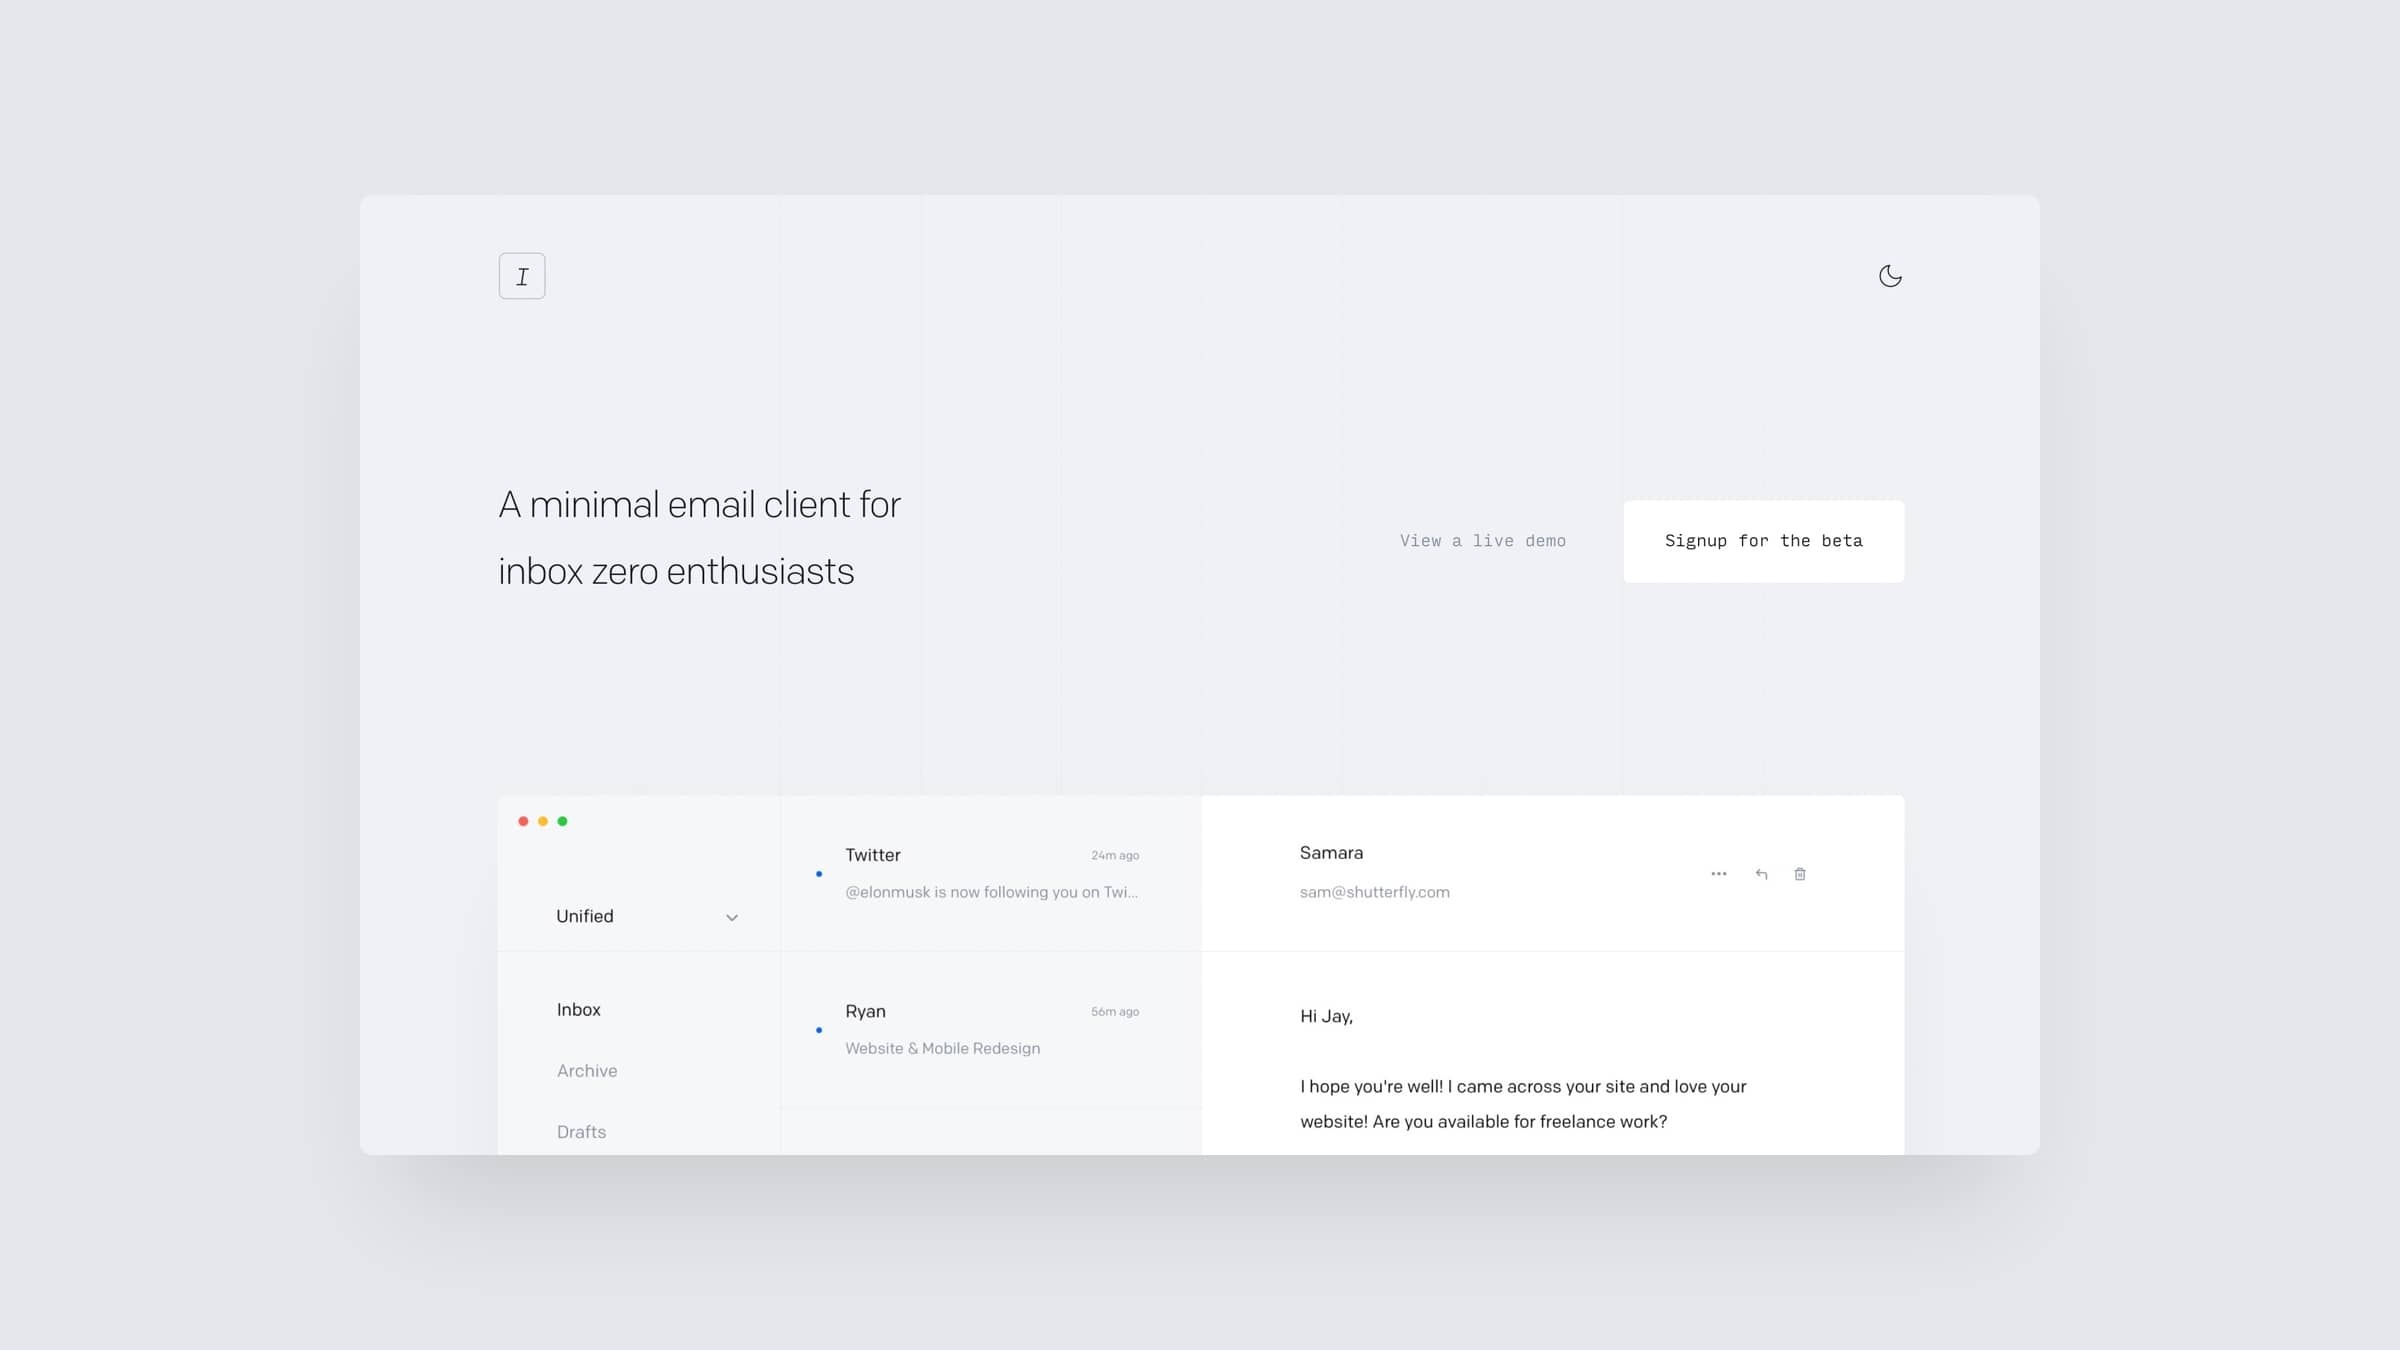 I
A minimal email client for
inbox zero enthusiasts
View a live demo
Signup for the beta
Unified
Inbox
Archive
Drafts
Twitter
24m ago
@elonmusk is now following you on Twi...
Ryan
56m ago
Website & Mobile Redesign
Samara
sam@shutterfly.com
Hi Jay,
I hope you're well! I came across your site and love your
website! Are you available for freelance work?